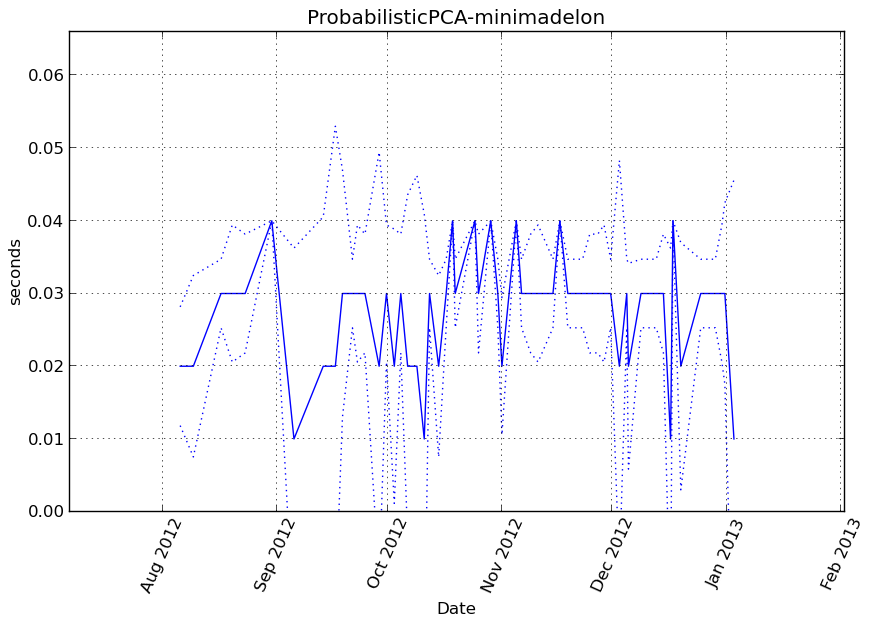 ProbabilisticPCA-minimadelon
0.06
0.05
0.04
0.03
0.02
0.01
0.00
seconds
Aug 2012
Sep 2012
Oct 2012
Nov 2012
Dec 2012
Jan 2013
Feb 2013
Date